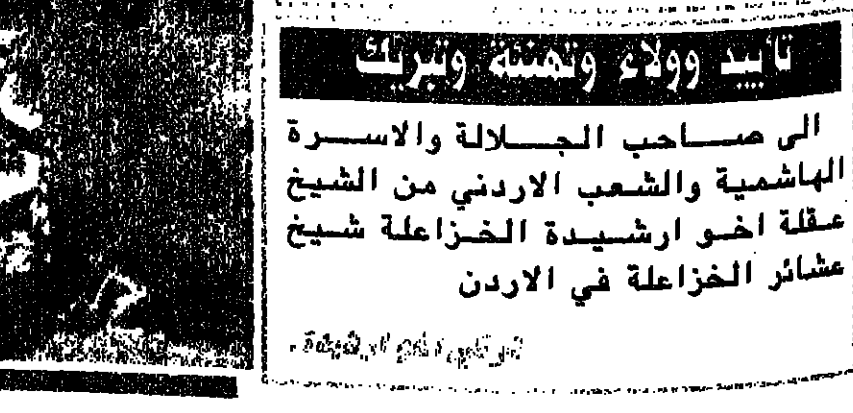 تأييد وولاء وتهنئة وتبريك
الى صاحب الجلالة والاسرة
الهاشمية والشعب الاردني من الشيخ
عقلة اخو ارشيدة الخزاعلة شيخ
عشائر الخزاعلة في الاردن